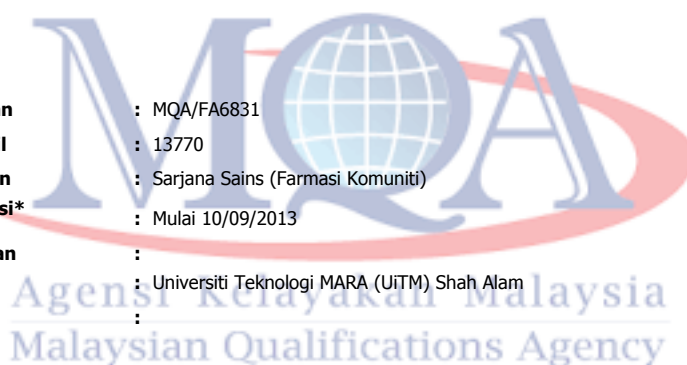 MQA
an : MQA/FA6831
l : 13770
n : Sarjana Sains (Farmasi Komuniti)
si* : Mulai 10/09/2013
an :
: Universiti Teknologi MARA (UiTM) Shah Alam
:
Agensi Kelayakan Malaysia
Malaysian Qualifications Agency